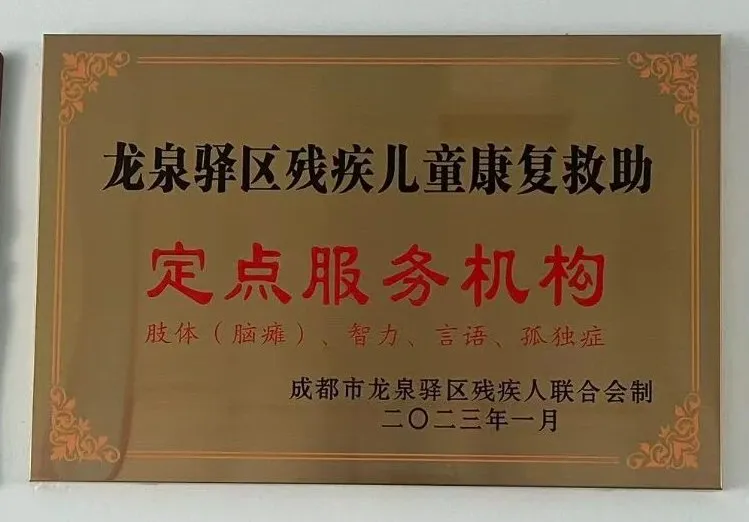 龙泉驿区残疾儿童康复救助
定点服务机构
肢体（脑瘫）、智力、言语、孤独症
成都市龙泉驿区残疾人联合会制
二〇二三年一月